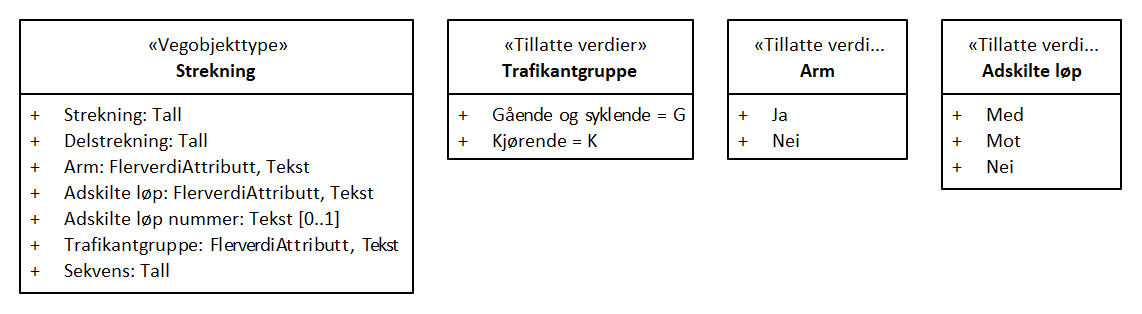 «Vegobjekttype»
Strekning
+ Strekning: Tall
+ Delstrekning: Tall
+ Arm: FlerverdiAttributt, Tekst
+ Adskilte løp: FlerverdiAttributt, Tekst
+ Adskilte løp nummer: Tekst [0..1]
+ Trafikantgruppe: FlerverdiAttributt, Tekst
+ Sekvens: Tall
«Tillatte verdier»
Trafikantgruppe
+ Gående og syklende = G
+ Kjørende = K
«Tillatte verdi...
Arm
+ Ja
+ Nei
«Tillatte verdi...
Adskilte løp
+ Med
+ Mot
+ Nei